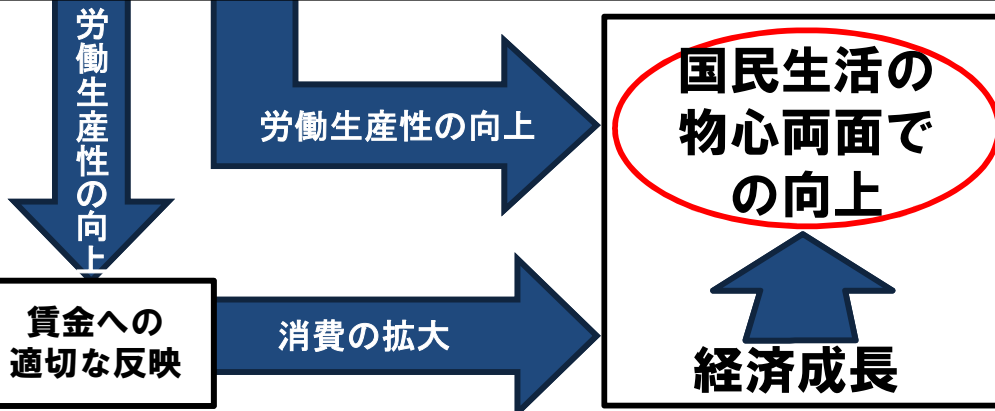 労働生産性の向上
労働生産性の向上
国民生活の
物心両面で
の向上
賃金への
適切な反映
消費の拡大
経済成長